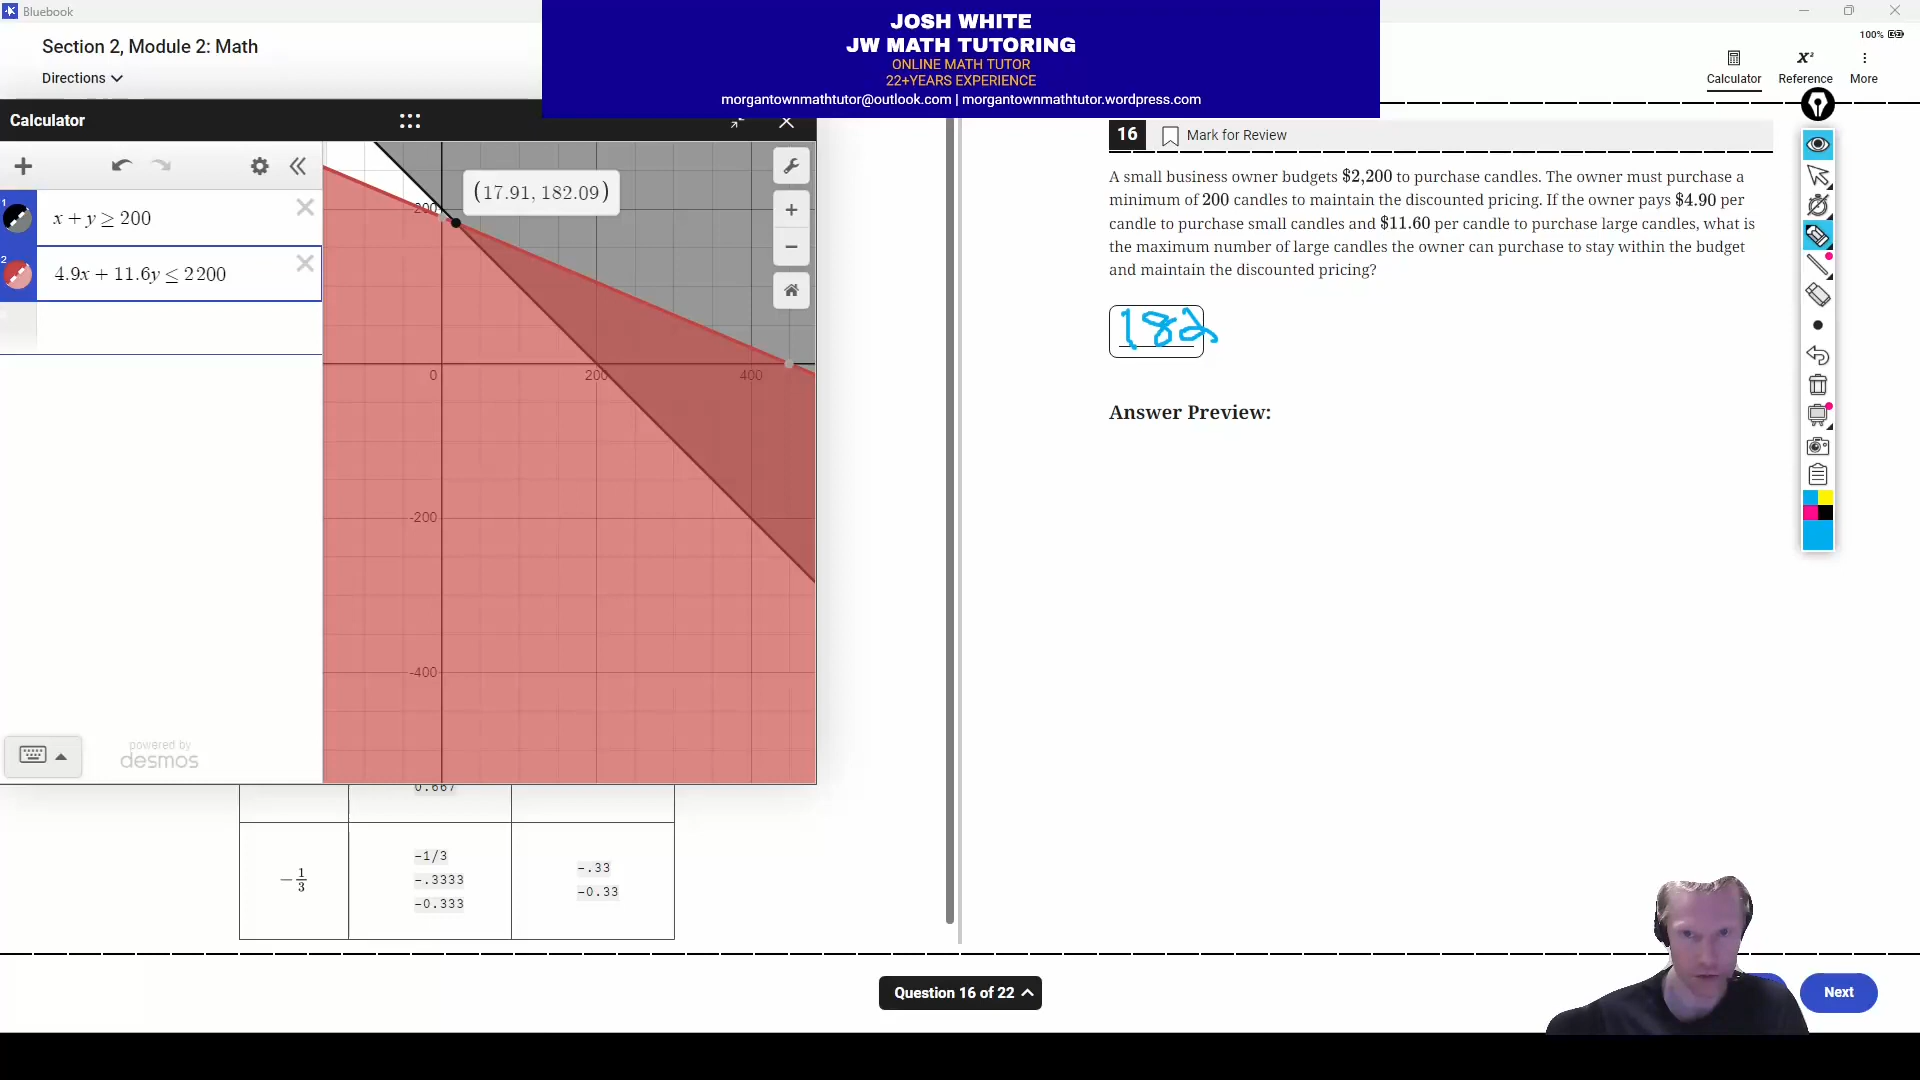 Bluebook
Section 2, Module 2: Math
Directions
JOSH WHITE
JW MATH TUTORING
ONLINE MATH TUTOR
22+YEARS EXPERIENCE
morgantownmathtutor@outlook.com | morgantownmathtutor.wordpress.com
100%
Calculator
Reference
More
Calculator
1
x + y ≥ 200
2
4.9x + 11.6y ≤ 2200
(17.91, 182.09)
200
0
200
400
-200
-400
powered by
desmos
16 Mark for Review
A small business owner budgets $2,200 to purchase candles. The owner must purchase a
minimum of 200 candles to maintain the discounted pricing. If the owner pays $4.90 per
candle to purchase small candles and $11.60 per candle to purchase large candles, what is
the maximum number of large candles the owner can purchase to stay within the budget
and maintain the discounted pricing?
182
Answer Preview:
0.667
-1/3
-1/3
-.3333
-0.333
-.33
-0.33
Question 16 of 22
Next